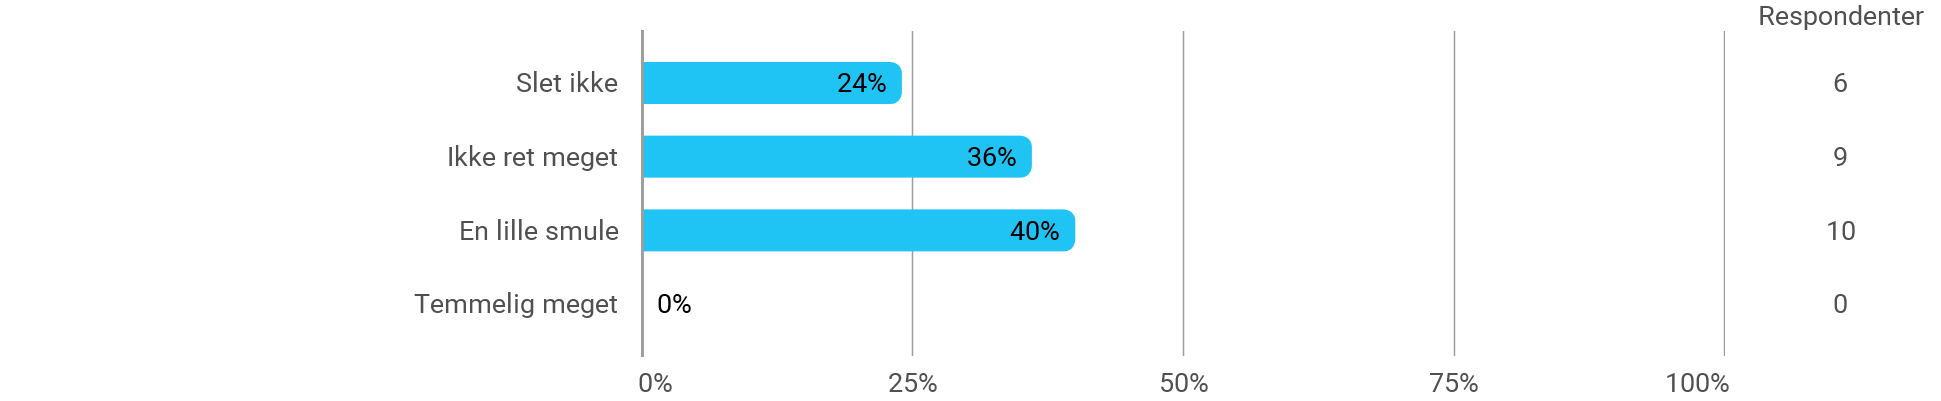 Respondenter
Slet ikke 24% 6
Ikke ret meget 36% 9
En lille smule 40% 10
Temmelig meget 0% 0
0% 25% 50% 75% 100%